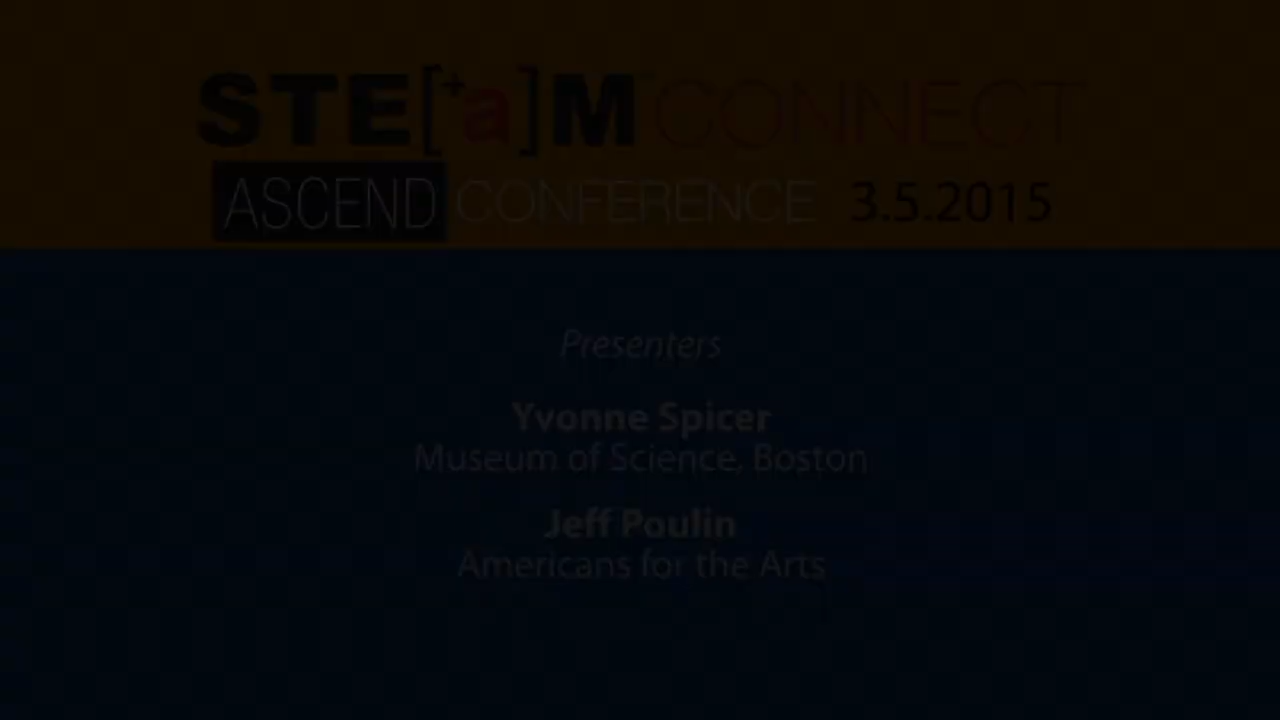 STE[+a]M CONNECT
ASCEND CONFERENCE 3.5.2015
Presenters
Yvonne Spicer
Museum of Science, Boston
Jeff Poulin
Americans for the Arts